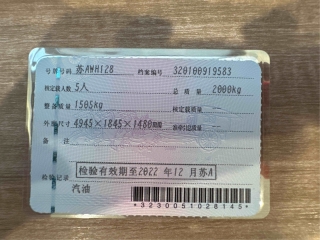 号牌号码 苏AWH128 档案编号 320100919583
核定载人数 5人 总质量 2000kg
整备质量 1505kg 核定载质量 --
外廓尺寸 4945×1845×1480mm 准牵引总质量 --
备注
检验记录 检验有效期至2022年12月苏A
汽油
*3230051028145*